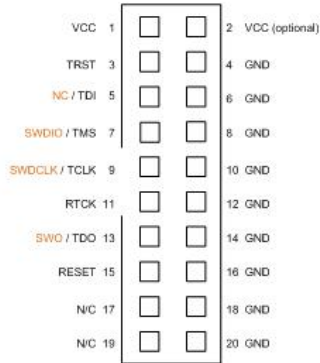 VCC 1 2 VCC (optional)
TRST 3 4 GND
NC / TDI 5 6 GND
SWDIO / TMS 7 8 GND
SWDCLK / TCLK 9 10 GND
RTCK 11 12 GND
SWO / TDO 13 14 GND
RESET 15 16 GND
N/C 17 18 GND
N/C 19 20 GND